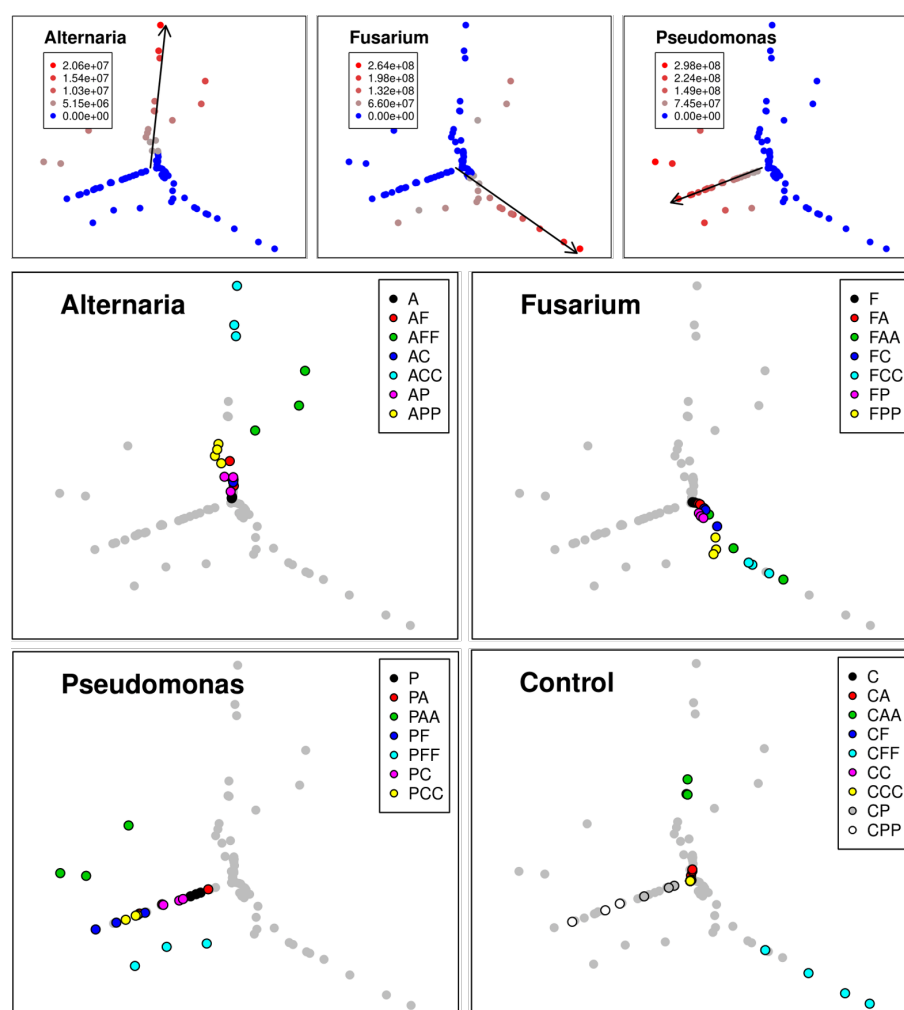 Alternaria
2.06e+07
1.54e+07
1.03e+07
5.15e+06
0.00e+00
Fusarium
2.64e+08
1.98e+08
1.32e+08
6.60e+07
0.00e+00
Pseudomonas
2.98e+08
2.24e+08
1.49e+08
7.45e+07
0.00e+00
Alternaria
A
AF
AFF
AC
ACC
AP
APP
Fusarium
F
FA
FAA
FC
FCC
FP
FPP
Pseudomonas
P
PA
PAA
PF
PFF
PC
PCC
Control
C
CA
CAA
CF
CFF
CC
CCC
CP
CPP